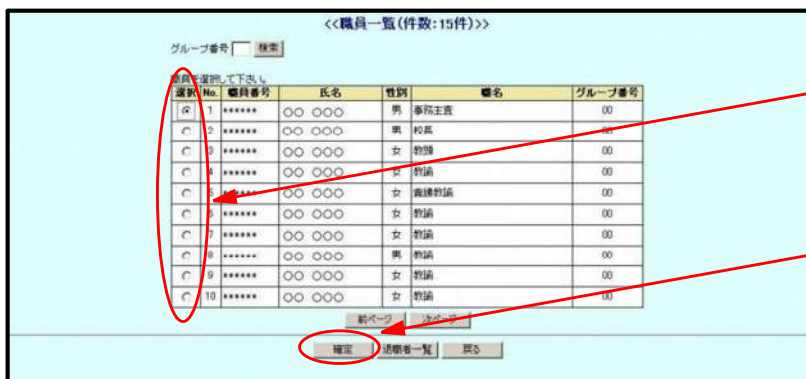 <<職員一覧(件数:15件)>>
グループ番号 検索
職員を選択して下さい。
選択 No. 職員番号 氏名 性別 職名 グループ番号
1 ****** ○○ ○○○ 男 事務主査 00
2 ****** ○○ ○○○ 男 校長 00
3 ****** ○○ ○○○ 女 教頭 00
4 ****** ○○ ○○○ 女 教諭 00
5 ****** ○○ ○○○ 女 養護教諭 00
6 ****** ○○ ○○○ 女 教諭 00
7 ****** ○○ ○○○ 女 教諭 00
8 ****** ○○ ○○○ 男 教諭 00
9 ****** ○○ ○○○ 女 教諭 00
10 ****** ○○ ○○○ 女 教諭 00
前ページ 次ページ
確定 退職者一覧 戻る